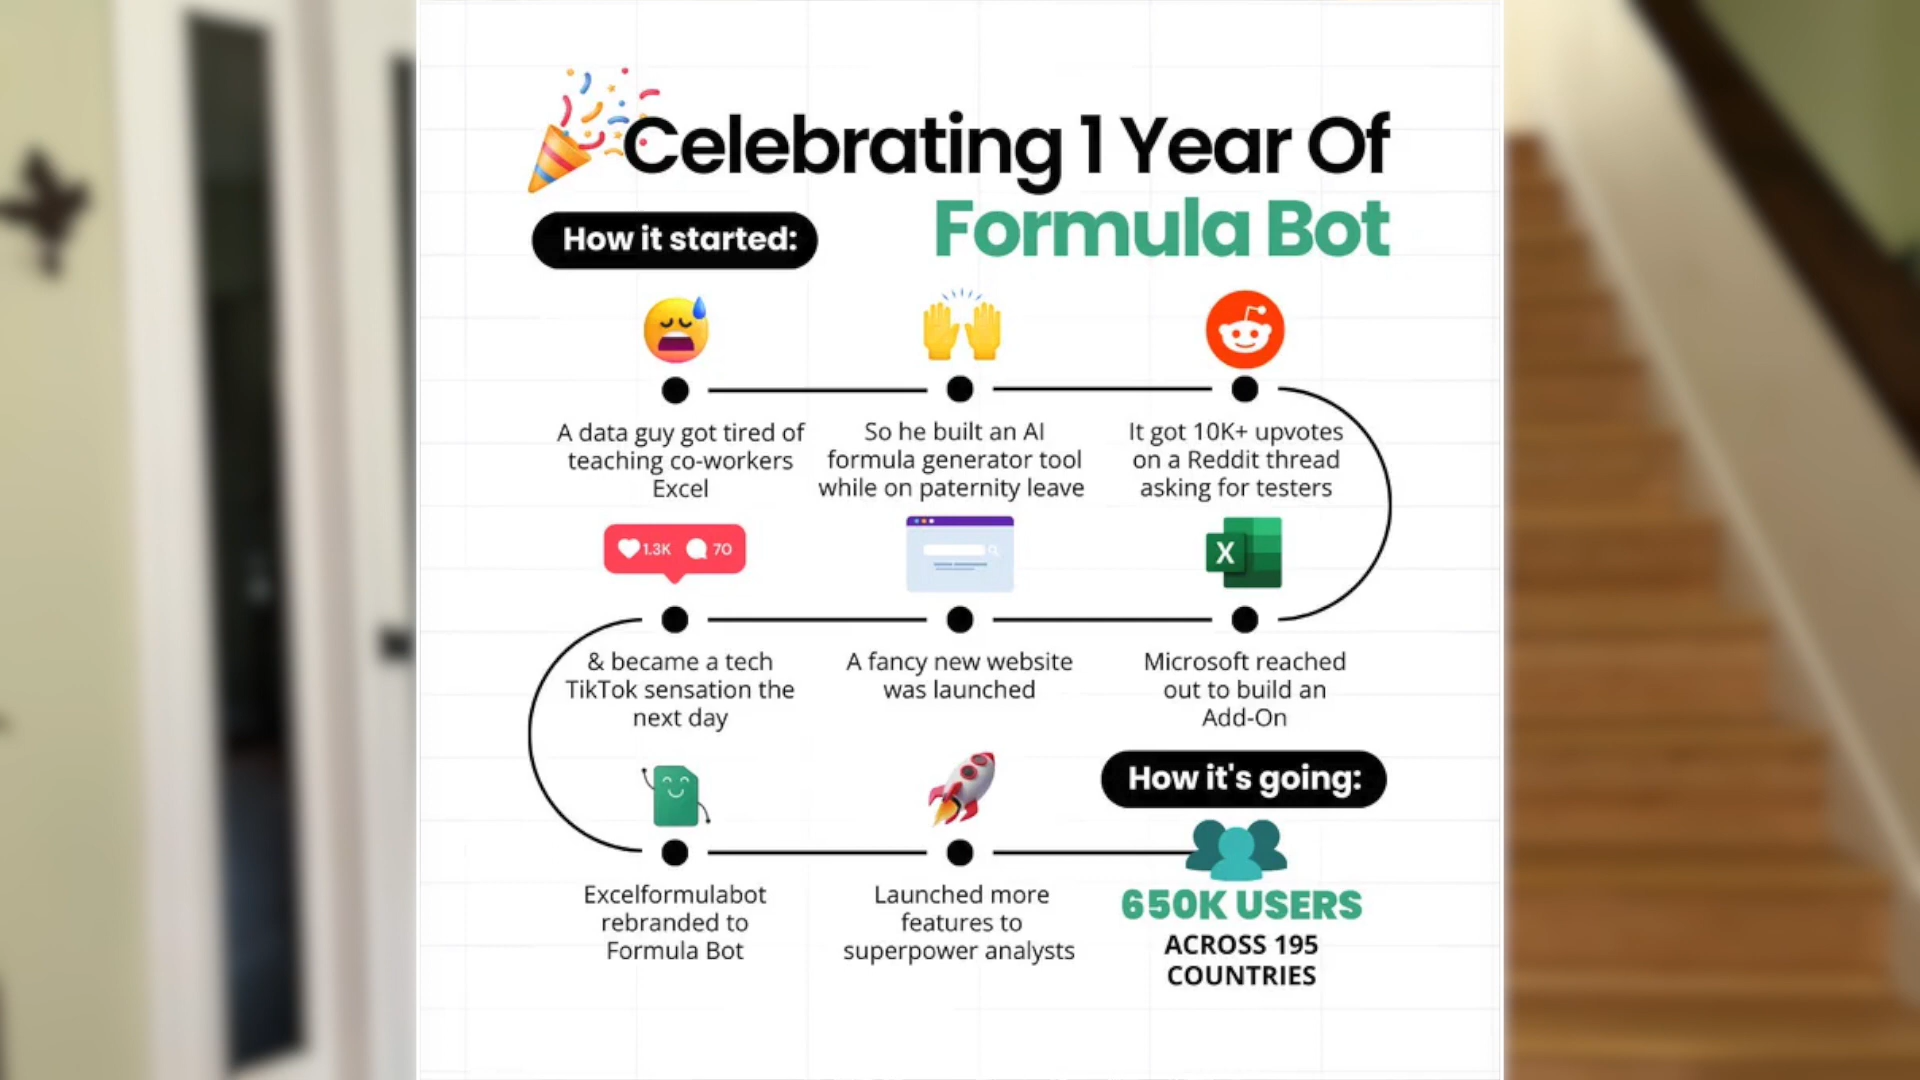 Celebrating 1 Year Of
Formula Bot
How it started:
A data guy got tired of
teaching co-workers
Excel
So he built an AI
formula generator tool
while on paternity leave
It got 10K+ upvotes
on a Reddit thread
asking for testers
X
Microsoft reached
out to build an
Add-On
A fancy new website
was launched
1.3K 70
& became a tech
TikTok sensation the
next day
Excelformulabot
rebranded to
Formula Bot
Launched more
features to
superpower analysts
How it's going:
650K USERS
ACROSS 195
COUNTRIES